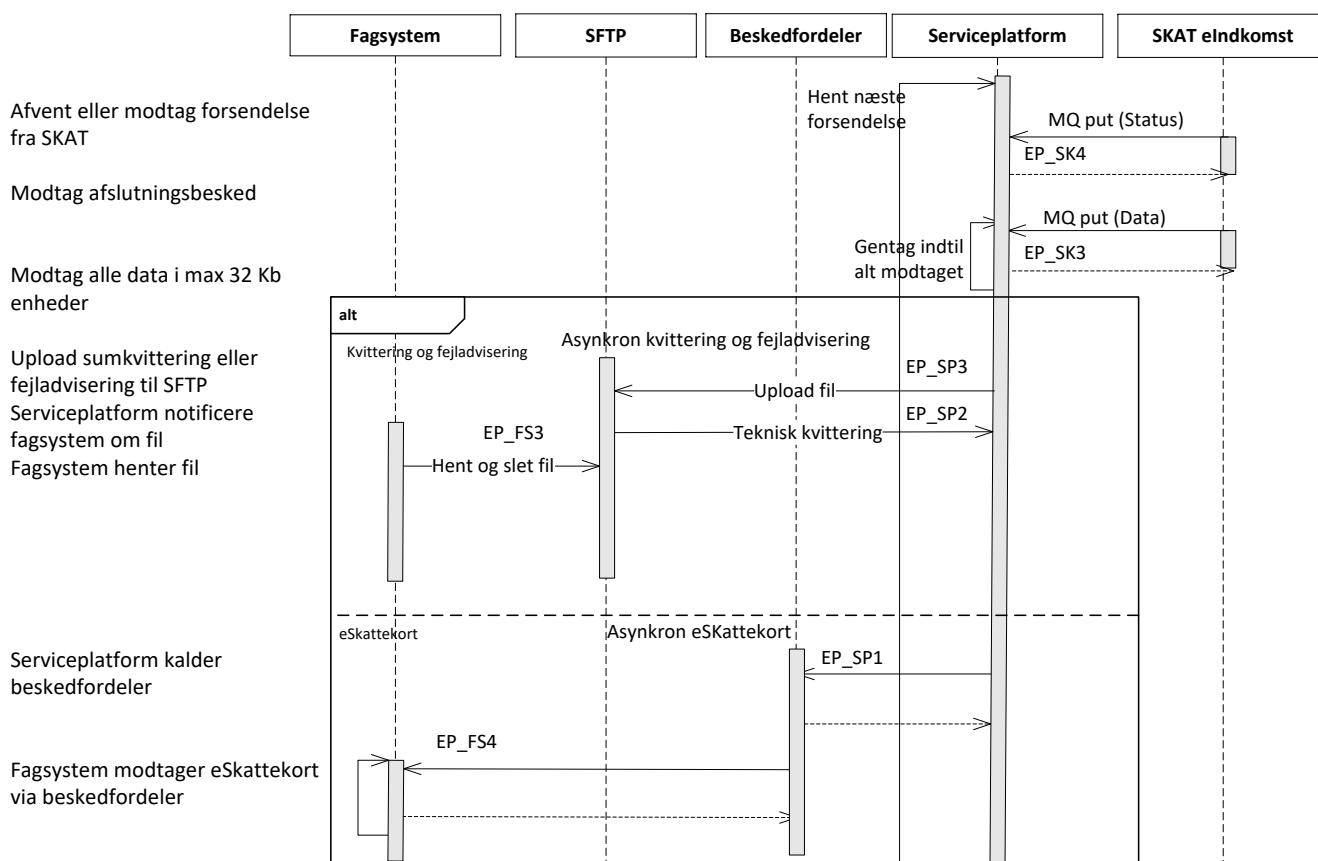 Fagsystem
SFTP
Beskedfordeler
Serviceplatform
SKAT eIndkomst
Afvent eller modtag forsendelse
fra SKAT
Hent næste
forsendelse
MQ put (Status)
EP_SK4
Modtag afslutningsbesked
MQ put (Data)
Gentag indtil
alt modtaget
EP_SK3
Modtag alle data i max 32 Kb
enheder
alt
Kvittering og fejladvisering
Asynkron kvittering og fejladvisering
Upload sumkvittering eller
fejladvisering til SFTP
EP_SP3
Upload fil
Serviceplatform notificere
fagsystem om fil
EP_SP2
Teknisk kvittering
EP_FS3
Fagsystem henter fil
Hent og slet fil
eSkattekort
Asynkron eSKattekort
Serviceplatform kalder
beskedfordeler
EP_SP1
EP_FS4
Fagsystem modtager eSkattekort
via beskedfordeler